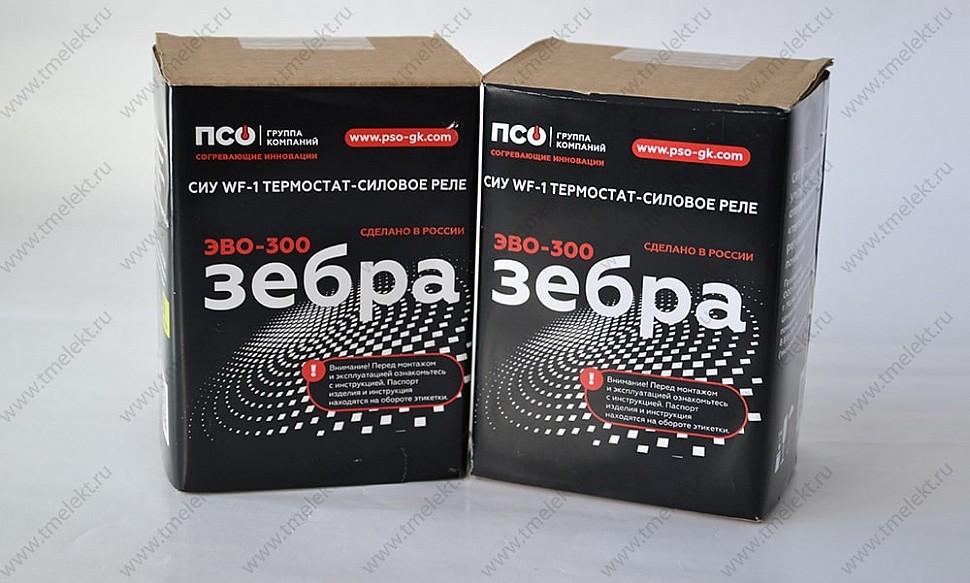 ПСО ГРУППА
КОМПАНИЙ
СОГРЕВАЮЩИЕ ИННОВАЦИИ
www.pso-gk.com
СИУ WF-1 ТЕРМОСТАТ-СИЛОВОЕ РЕЛЕ
ЭВО-300
СДЕЛАНО В РОССИИ
зебра
! Внимание! Перед монтажом
и эксплуатацией ознакомьтесь
с инструкцией. Паспорт
изделия и инструкция
находятся на обороте этикетки.
ПСО ГРУППА
КОМПАНИЙ
СОГРЕВАЮЩИЕ ИННОВАЦИИ
www.pso-gk.com
СИУ WF-1 ТЕРМОСТАТ-СИЛОВОЕ РЕЛЕ
ЭВО-300
СДЕЛАНО В РОССИИ
зебра
! Внимание! Перед монтажом
и эксплуатацией ознакомьтесь
с инструкцией. Паспорт
изделия и инструкция
находятся на обороте этикетки.
www.tmelekt.ru